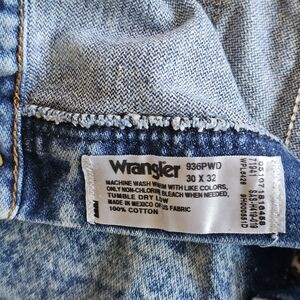 Wrangler 936PWD
30 X 32
MACHINE WASH WARM WITH LIKE COLORS,
ONLY NON-CHLORINE BLEACH WHEN NEEDED,
TUMBLE DRY LOW
MADE IN MEXICO OF US FABRIC
100% COTTON